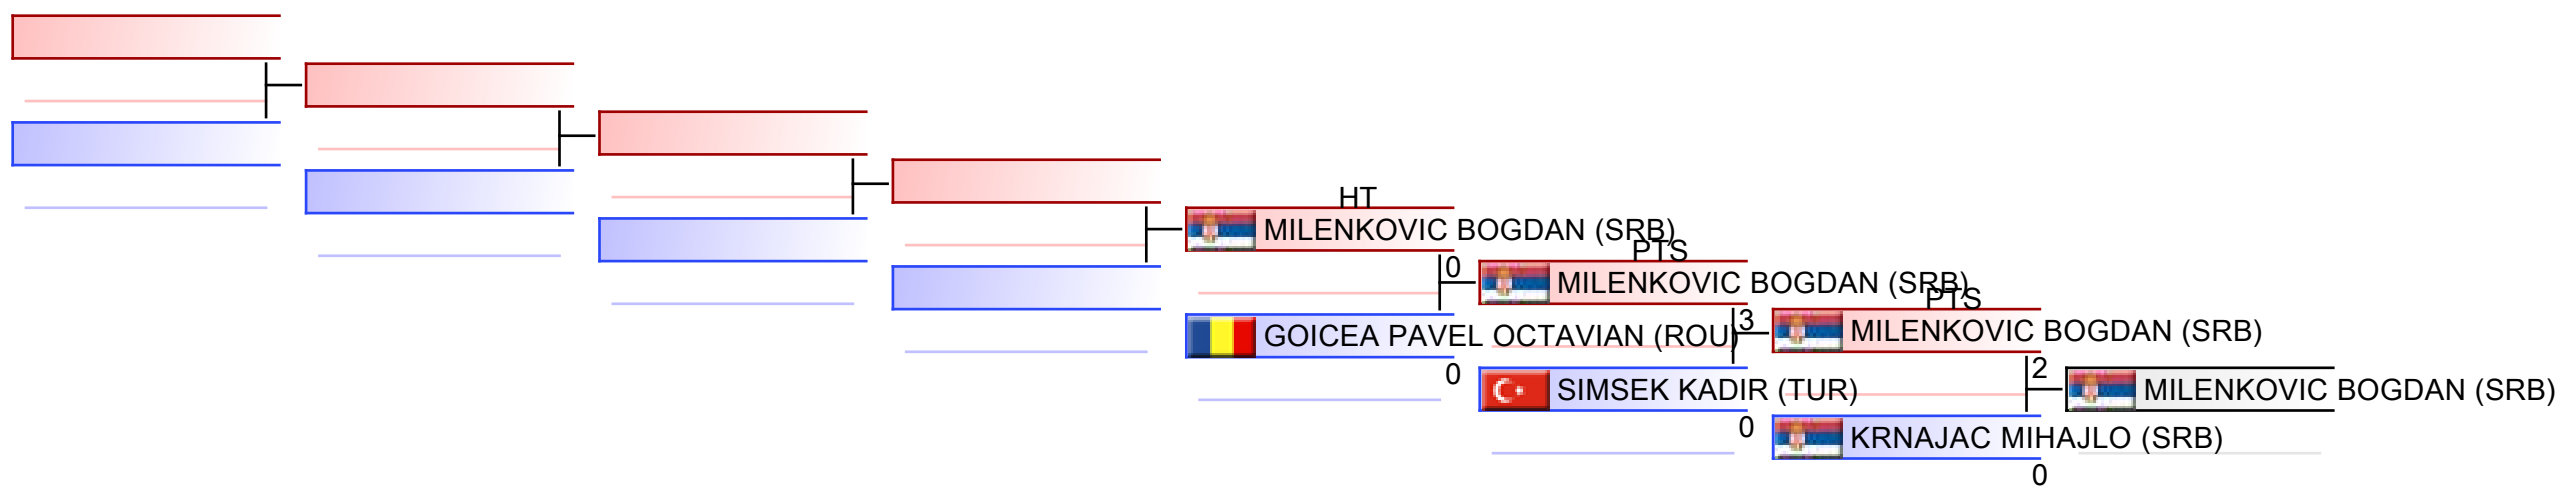 HT
MILENKOVIC BOGDAN (SRB)
0
GOICEA PAVEL OCTAVIAN (ROU)
0
PTS
MILENKOVIC BOGDAN (SRB)
3
SIMSEK KADIR (TUR)
0
PTS
MILENKOVIC BOGDAN (SRB)
2
KRNAJAC MIHAJLO (SRB)
0
MILENKOVIC BOGDAN (SRB)